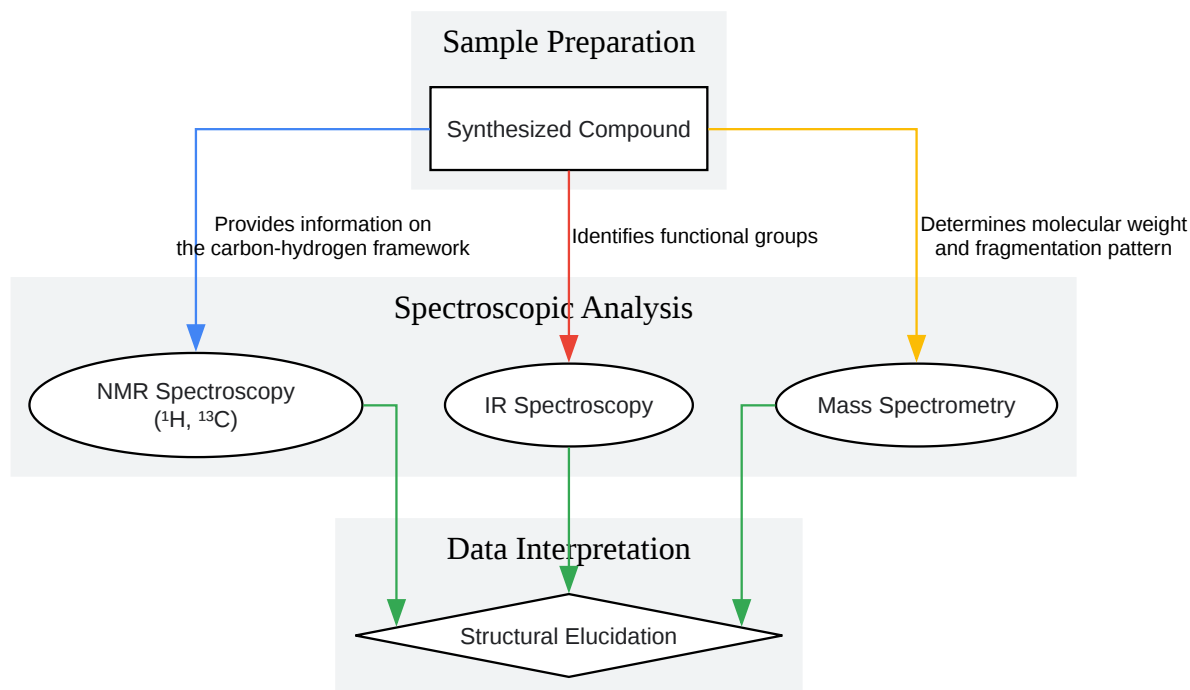 Sample Preparation
Synthesized Compound
Provides information on
the carbon-hydrogen framework
Identifies functional groups
Determines molecular weight
and fragmentation pattern
Spectroscopic Analysis
NMR Spectroscopy
(¹H, ¹³C)
IR Spectroscopy
Mass Spectrometry
Data Interpretation
Structural Elucidation